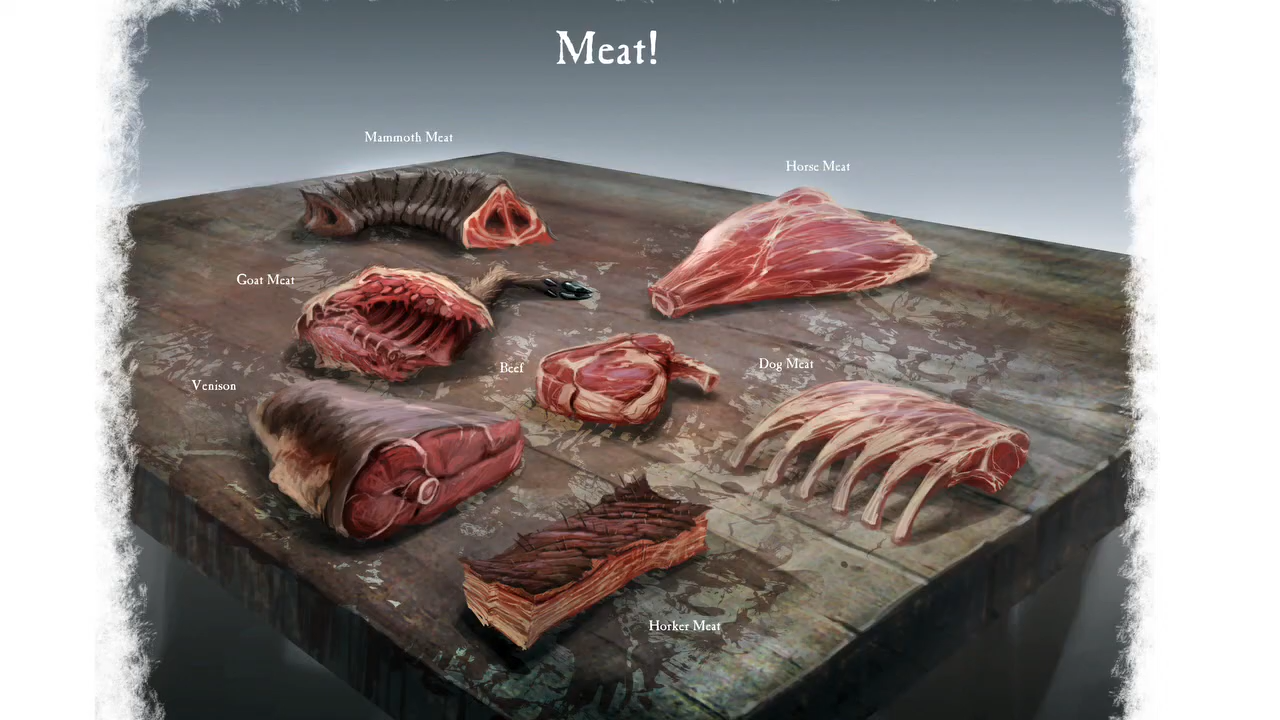 Meat!
Mammoth Meat
Horse Meat
Goat Meat
Beef
Dog Meat
Venison
Horker Meat